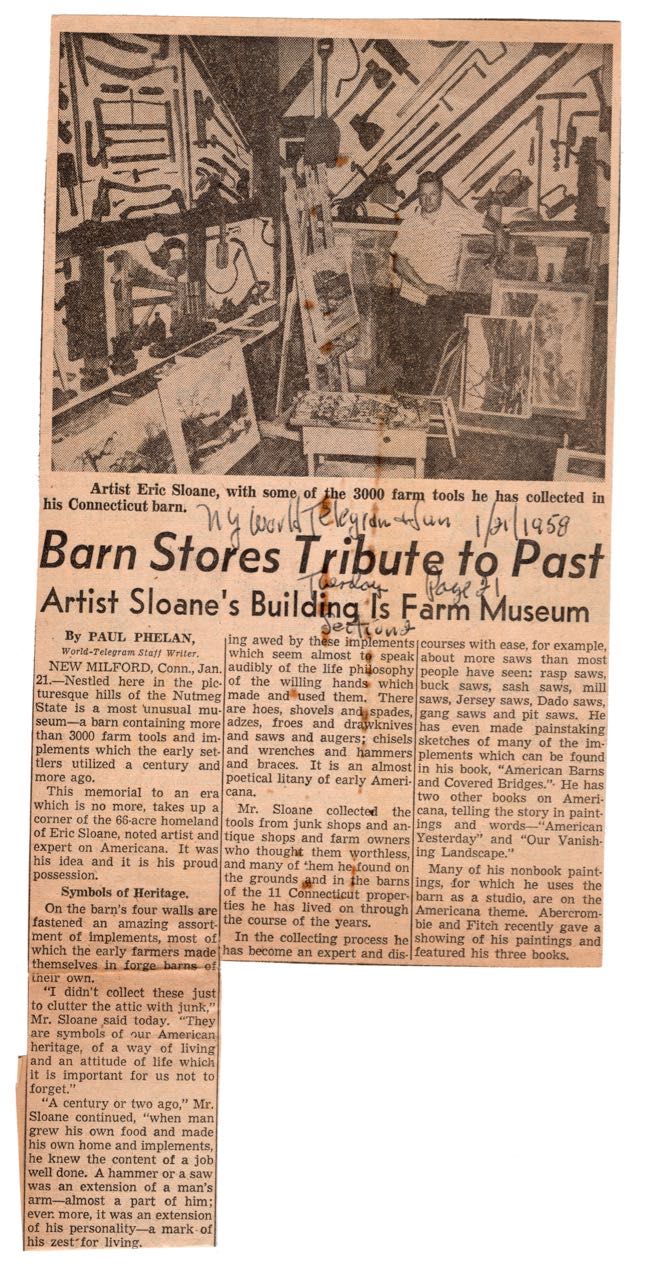 Artist Eric Sloane, with some of the 3000 farm tools he has collected in
his Connecticut barn.
NY World Telegram + Sun 1/21/1958
Barn Stores Tribute to Past
Tuesday Page 21
Artist Sloane's Building Is Farm Museum
Section 2
By PAUL PHELAN,
World-Telegram Staff Writer.
NEW MILFORD, Conn., Jan.
21.—Nestled here in the pic-
turesque hills of the Nutmeg
State is a most unusual mu-
seum—a barn containing more
than 3000 farm tools and im-
plements which the early set-
tlers utilized a century and
more ago.
This memorial to an era
which is no more, takes up a
corner of the 66-acre homeland
of Eric Sloane, noted artist and
expert on Americana. It was
his idea and it is his proud
possession.
Symbols of Heritage.
On the barn's four walls are
fastened an amazing assort-
ment of implements, most of
which the early farmers made
themselves in forge barns of
their own.
"I didn't collect these just
to clutter the attic with junk,"
Mr. Sloane said today. "They
are symbols of our American
heritage, of a way of living
and an attitude of life which
it is important for us not to
forget."
"A century or two ago," Mr.
Sloane continued, "when man
grew his own food and made
his own home and implements,
he knew the content of a job
well done. A hammer or a saw
was an extension of a man's
arm—almost a part of him;
even more, it was an extension
of his personality—a mark of
his zest for living.
ing awed by these implements
which seem almost to speak
audibly of the life philosophy
of the willing hands which
made and used them. There
are hoes, shovels and spades,
adzes, froes and drawknives
and saws and augers; chisels
and wrenches and hammers
and braces. It is an almost
poetical litany of early Ameri-
cana.
Mr. Sloane collected the
tools from junk shops and an-
tique shops and farm owners
who thought them worthless,
and many of them he found on
the grounds and in the barns
of the 11 Connecticut proper-
ties he has lived on through
the course of the years.
In the collecting process he
has become an expert and dis-
courses with ease, for example,
about more saws than most
people have seen: rasp saws,
buck saws, sash saws, mill
saws, Jersey saws, Dado saws,
gang saws and pit saws. He
has even made painstaking
sketches of many of the im-
plements which can be found
in his book, "American Barns
and Covered Bridges." He has
two other books on Ameri-
cana, telling the story in paint-
ings and words—"American
Yesterday" and "Our Vanish-
ing Landscape."
Many of his nonbook paint-
ings, for which he uses the
barn as a studio, are on the
Americana theme. Abercrom-
bie and Fitch recently gave a
showing of his paintings and
featured his three books.